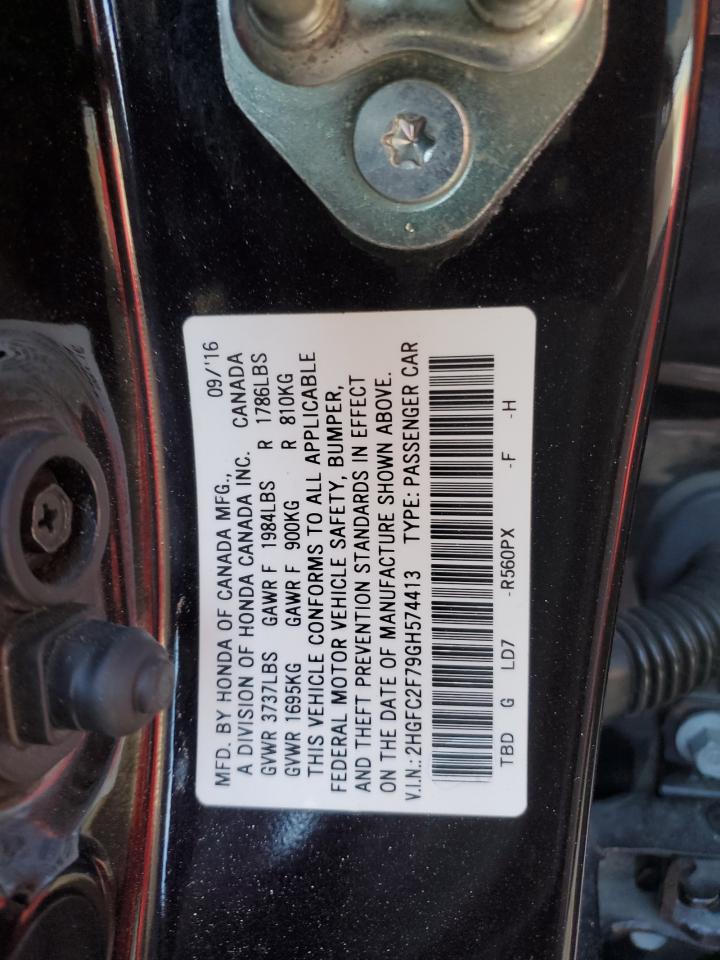 MFD. BY HONDA OF CANADA MFG., 09/'16
A DIVISION OF HONDA CANADA INC. CANADA
GVWR 3737LBS GAWR F 1984LBS R 1786LBS
GVWR 1695KG GAWR F 900KG R 810KG
THIS VEHICLE CONFORMS TO ALL APPLICABLE
FEDERAL MOTOR VEHICLE SAFETY, BUMPER,
AND THEFT PREVENTION STANDARDS IN EFFECT
ON THE DATE OF MANUFACTURE SHOWN ABOVE.
V.I.N.: 2HGFC2F79GH574413 TYPE: PASSENGER CAR
TBD G LD7 -R560PX -F -H